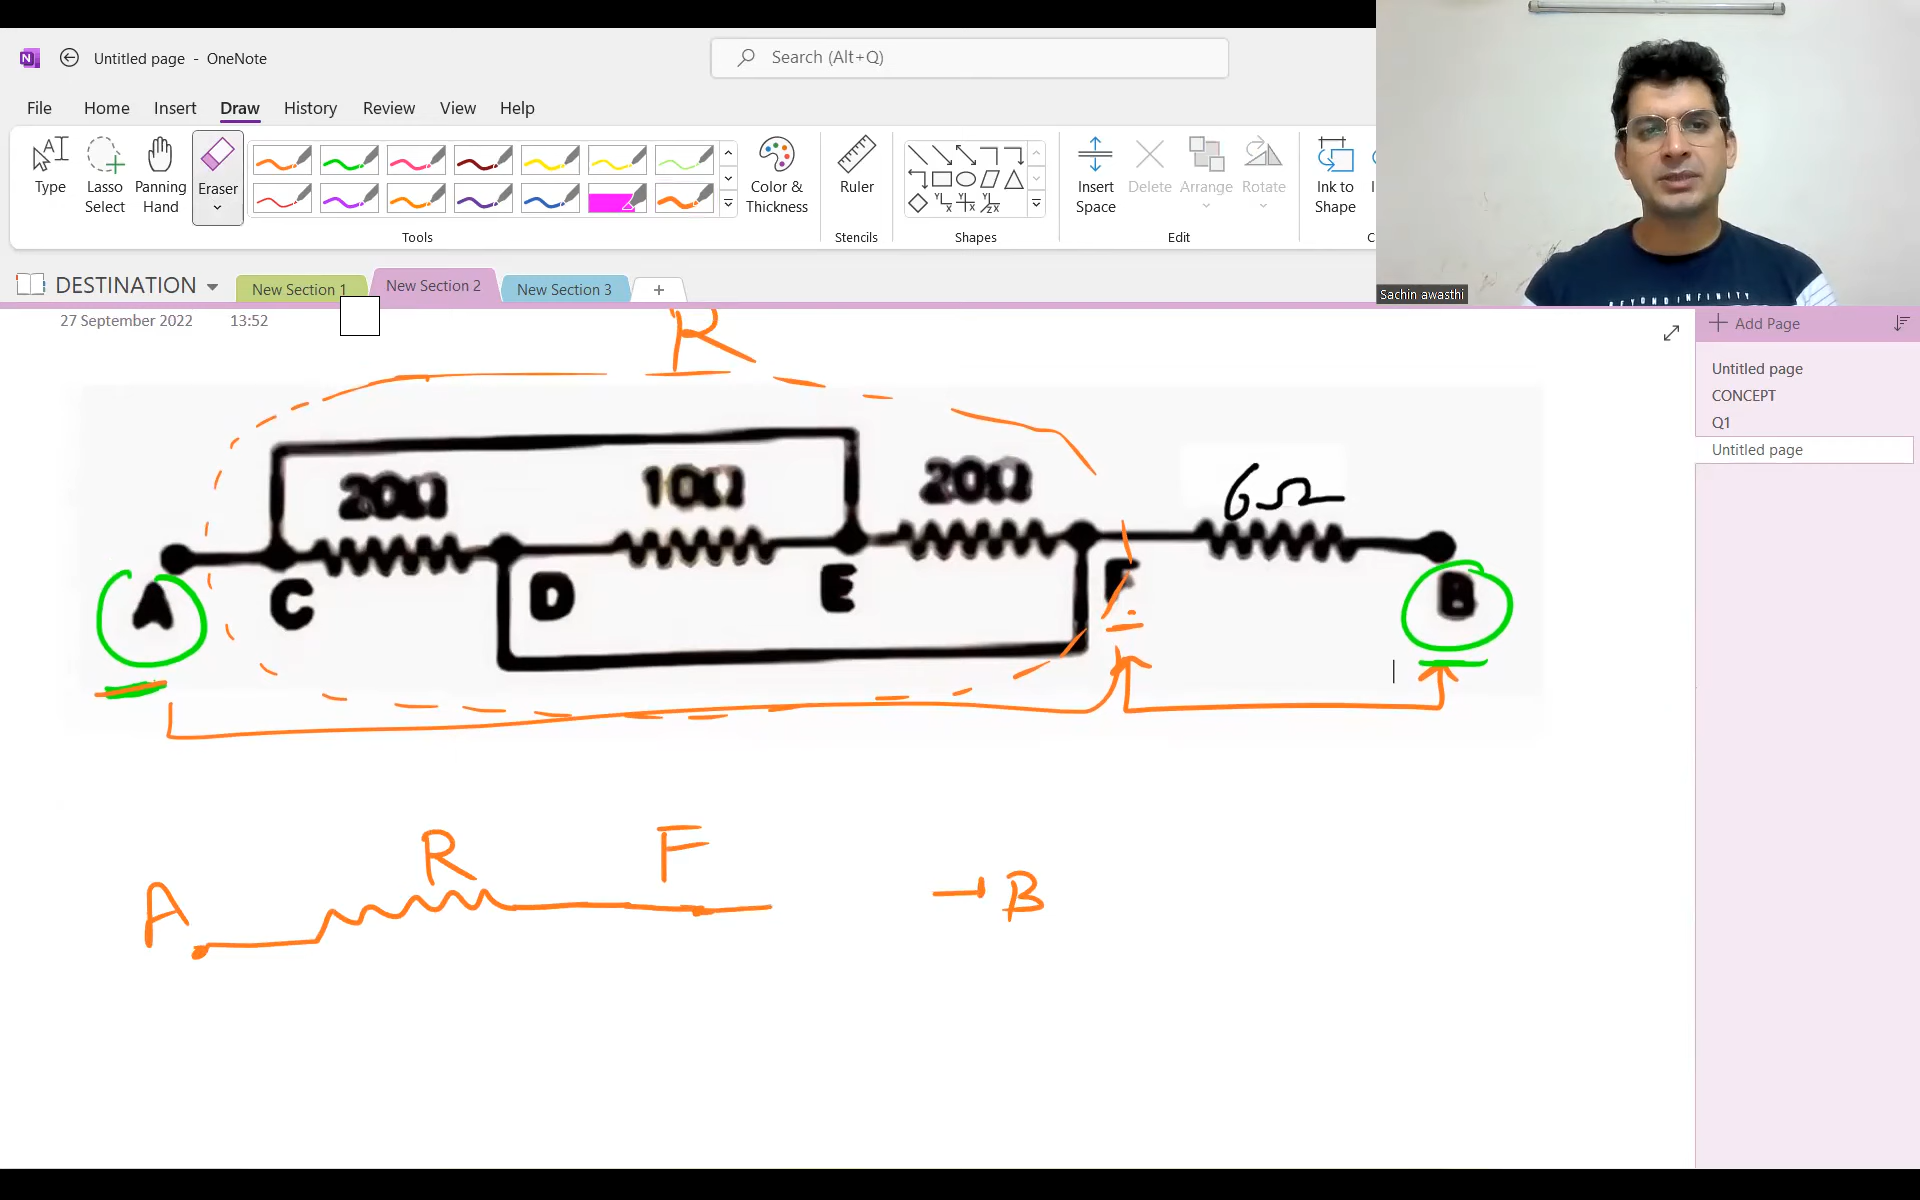 Untitled page - OneNote
Search (Alt+Q)
File Home Insert Draw History Review View Help
Type
Lasso Select
Panning Hand
Eraser
Color & Thickness
Ruler
Insert Space
Delete
Arrange
Rotate
Ink to Shape
Tools
Stencils
Shapes
Edit
DESTINATION
New Section 1
New Section 2
New Section 3
Sachin awasthi
BEYOND INFINITY
27 September 2022 13:52
Add Page
Untitled page
CONCEPT
Q1
Untitled page
R
20Ω 10Ω 20Ω 6Ω
A C D E F B
R F
A B